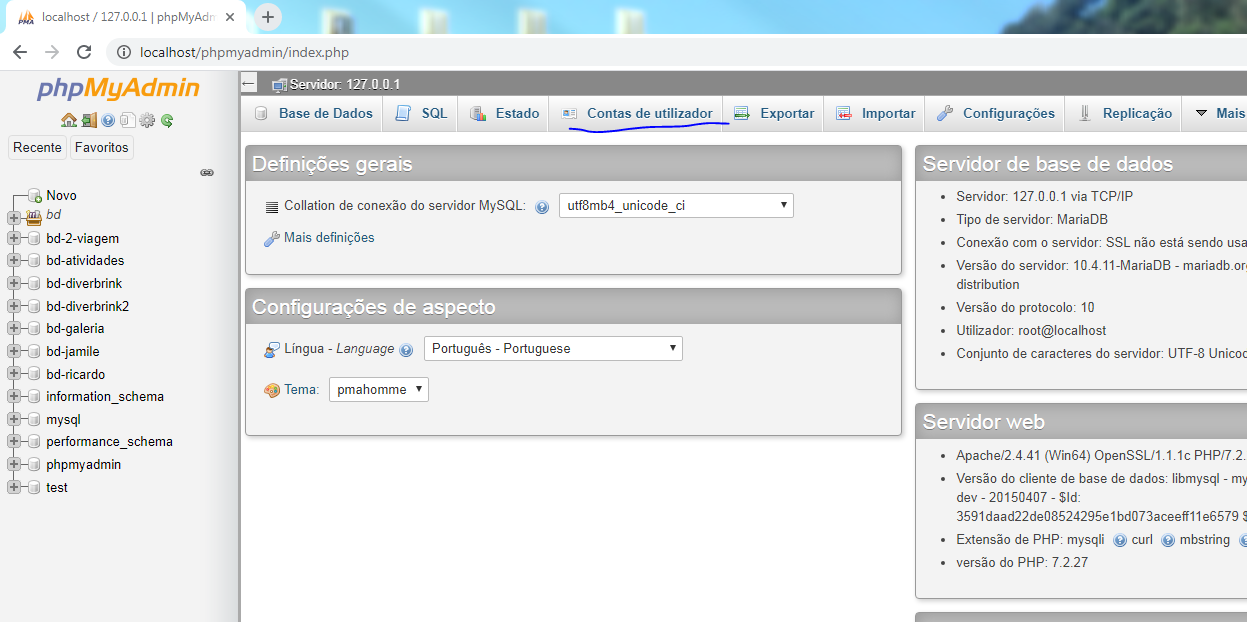 localhost / 127.0.0.1 | phpMyAdn
localhost/phpmyadmin/index.php
phpMyAdmin
Recente Favoritos
Novo
bd
bd-2-viagem
bd-atividades
bd-diverbrink
bd-diverbrink2
bd-galeria
bd-jamile
bd-ricardo
information_schema
mysql
performance_schema
phpmyadmin
test
Servidor: 127.0.0.1
Base de Dados SQL Estado Contas de utilizador Exportar Importar Configurações Replicação Mais
Definições gerais
Collation de conexão do servidor MySQL: utf8mb4_unicode_ci
Mais definições
Configurações de aspecto
Língua - Language Português - Portuguese
Tema: pmahomme
Servidor de base de dados
Servidor: 127.0.0.1 via TCP/IP
Tipo de servidor: MariaDB
Conexão com o servidor: SSL não está sendo usa
Versão do servidor: 10.4.11-MariaDB - mariadb.org
distribution
Versão do protocolo: 10
Utilizador: root@localhost
Conjunto de caracteres do servidor: UTF-8 Unico
Servidor web
Apache/2.4.41 (Win64) OpenSSL/1.1.1c PHP/7.2.
Versão do cliente de base de dados: libmysql - my
dev - 20150407 - $Id:
3591daad22de08524295e1bd073aceeff11e6579 $
Extensão de PHP: mysqli curl mbstring
versão do PHP: 7.2.27